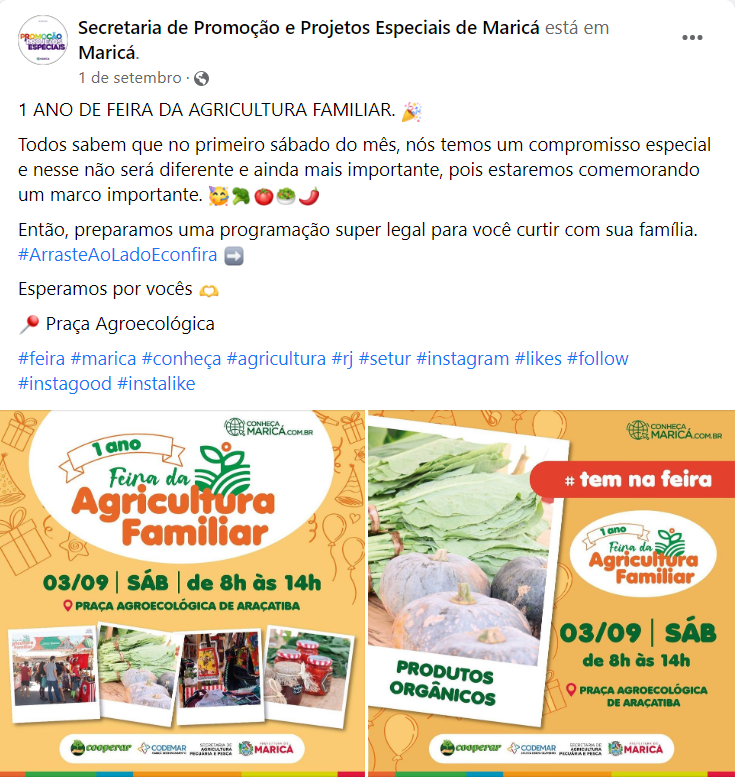 Secretaria de Promoção e Projetos Especiais de Maricá está em
Maricá.
1 de setembro ·
1 ANO DE FEIRA DA AGRICULTURA FAMILIAR. 🎉
Todos sabem que no primeiro sábado do mês, nós temos um compromisso especial
e nesse não será diferente e ainda mais importante, pois estaremos comemorando
um marco importante. 🥳🥦🍅🥗🌶️
Então, preparamos uma programação super legal para você curtir com sua família.
#ArrasteAoLadoEconfira ➡️
Esperamos por vocês 🫶
📍 Praça Agroecológica
#feira #marica #conheça #agricultura #rj #setur #instagram #likes #follow
#instagood #instalike
CONHEÇA
MARICÁ.COM.BR
1 ano
Feira da
Agricultura
Familiar
03/09 | SÁB | de 8h às 14h
PRAÇA AGROECOLÓGICA DE ARAÇATIBA
cooperar
CODEMAR
SECRETARIA DE
AGRICULTURA
PECUÁRIA E PESCA
PREFEITURA DE
MARICÁ
CONHEÇA
MARICÁ.COM.BR
# tem na feira
1 ano
Feira da
Agricultura
Familiar
03/09 | SÁB
de 8h às 14h
PRAÇA AGROECOLÓGICA
DE ARAÇATIBA
PRODUTOS
ORGÂNICOS
cooperar
CODEMAR
SECRETARIA DE
AGRICULTURA
PECUÁRIA E PESCA
PREFEITURA DE
MARICÁ